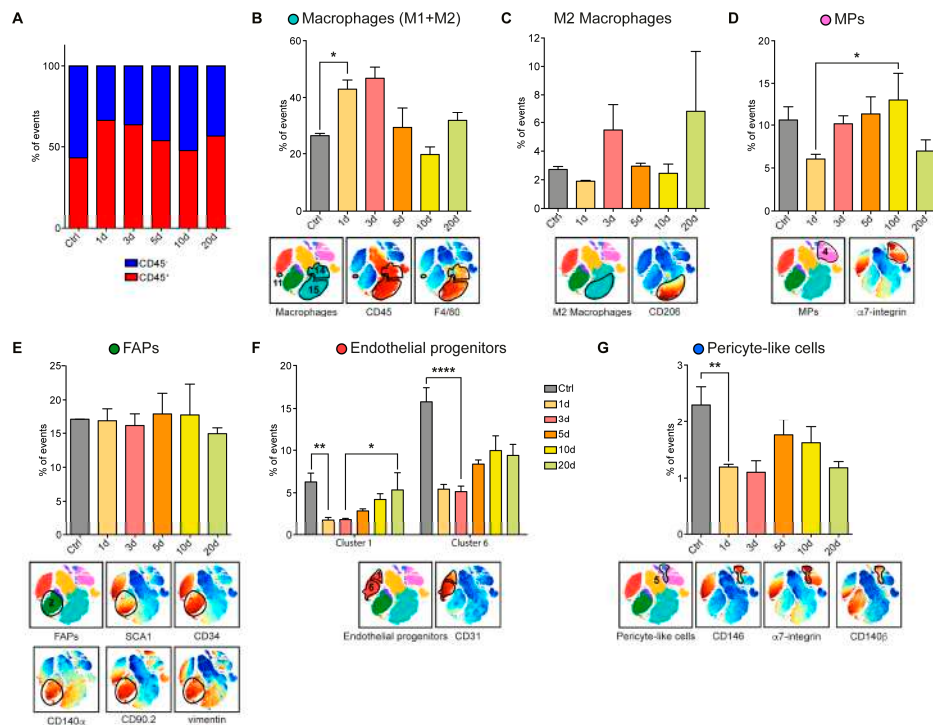 A
% of events
100
50
0
Ctrl 1d 3d 5d 10d 20d
CD45-
CD45+
B
Macrophages (M1+M2)
% of events
60
40
20
0
*
Ctrl 1d 3d 5d 10d 20d
11 14 15
Macrophages CD45 F4/80
C
M2 Macrophages
% of events
12
10
8
6
4
2
0
Ctrl 1d 3d 5d 10d 20d
M2 Macrophages CD206
D
MPs
% of events
20
15
10
5
0
*
Ctrl 1d 3d 5d 10d 20d
4
MPs α7-integrin
E
FAPs
% of events
25
20
15
10
5
0
Ctrl 1d 3d 5d 10d 20d
2
FAPs SCA1 CD34
CD140α CD90.2 vimentin
F
Endothelial progenitors
% of events
20
15
10
5
0
** * ****
Cluster 1 Cluster 6
6
Endothelial progenitors CD31
Ctrl
1d
3d
5d
10d
20d
G
Pericyte-like cells
% of events
3
2
1
0
**
Ctrl 1d 3d 5d 10d 20d
5
Pericyte-like cells CD146 α7-integrin CD140β